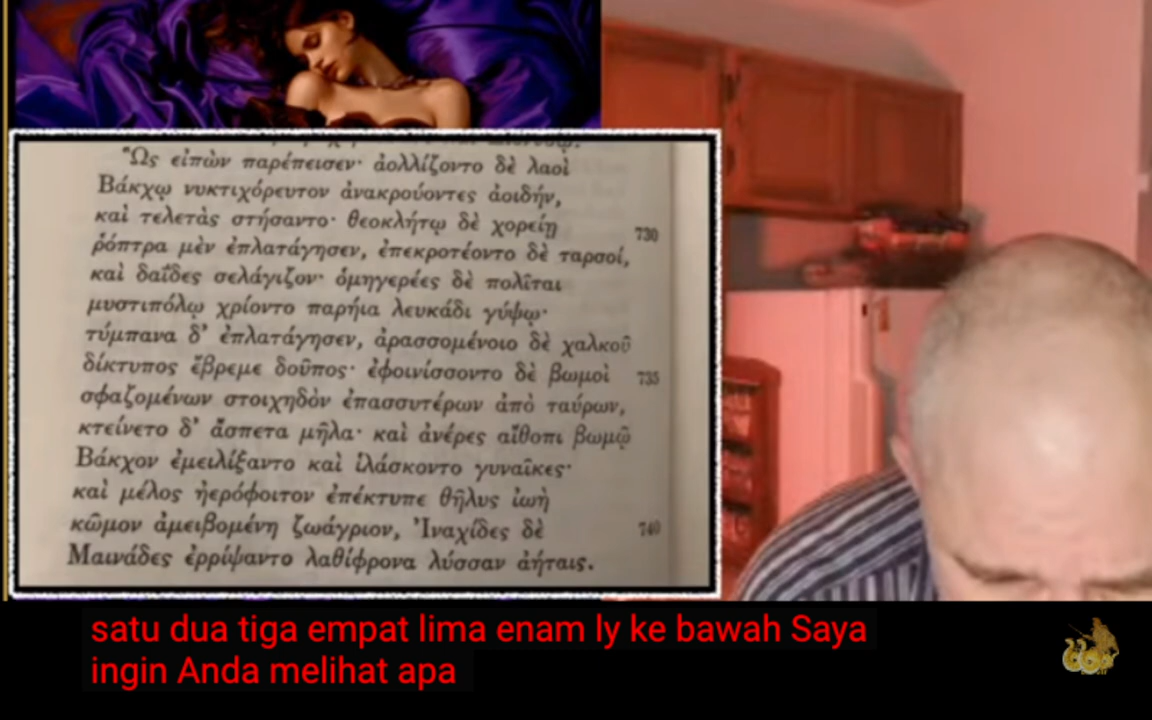 Ὣς εἰπὼν παρέπεισεν· ἀολλίζοντο δὲ λαοὶ
Βάκχῳ νυκτιχόρευτον ἀνακρούοντες ἀοιδήν,
καὶ τελετὰς στήσαντο· θεοκλήτῳ δὲ χορείῃ 730
ῥόπτρα μὲν ἐπλατάγησεν, ἐπεκροτέοντο δὲ ταρσοί,
καὶ δαΐδες σελάγιζον· ὁμηγερέες δὲ πολῖται
μυστιπόλῳ χρίοντο παρήια λευκάδι γύψῳ·
τύμπανα δ’ ἐπλατάγησεν, ἀρασσομένοιο δὲ χαλκοῦ
δίκτυπος ἔβρεμε δοῦπος· ἐφοινίσσοντο δὲ βωμοὶ 735
σφαζομένων στοιχηδὸν ἐπασσυτέρων ἀπὸ ταύρων,
κτείνετο δ’ ἄσπετα μῆλα· καὶ ἀνέρες αἴθοπι βωμῷ
Βάκχον ἐμειλίξαντο καὶ ἱλάσκοντο γυναῖκες·
καὶ μέλος ἠερόφοιτον ἐπέκτυπε θῆλυς ἰωὴ
κῶμον ἀμειβομένη ζωάγριον, Ἰναχίδες δὲ 740
Μαινάδες ἐρρίψαντο λαθίφρονα λύσσαν ἀήταις.
satu dua tiga empat lima enam ly ke bawah Saya
ingin Anda melihat apa